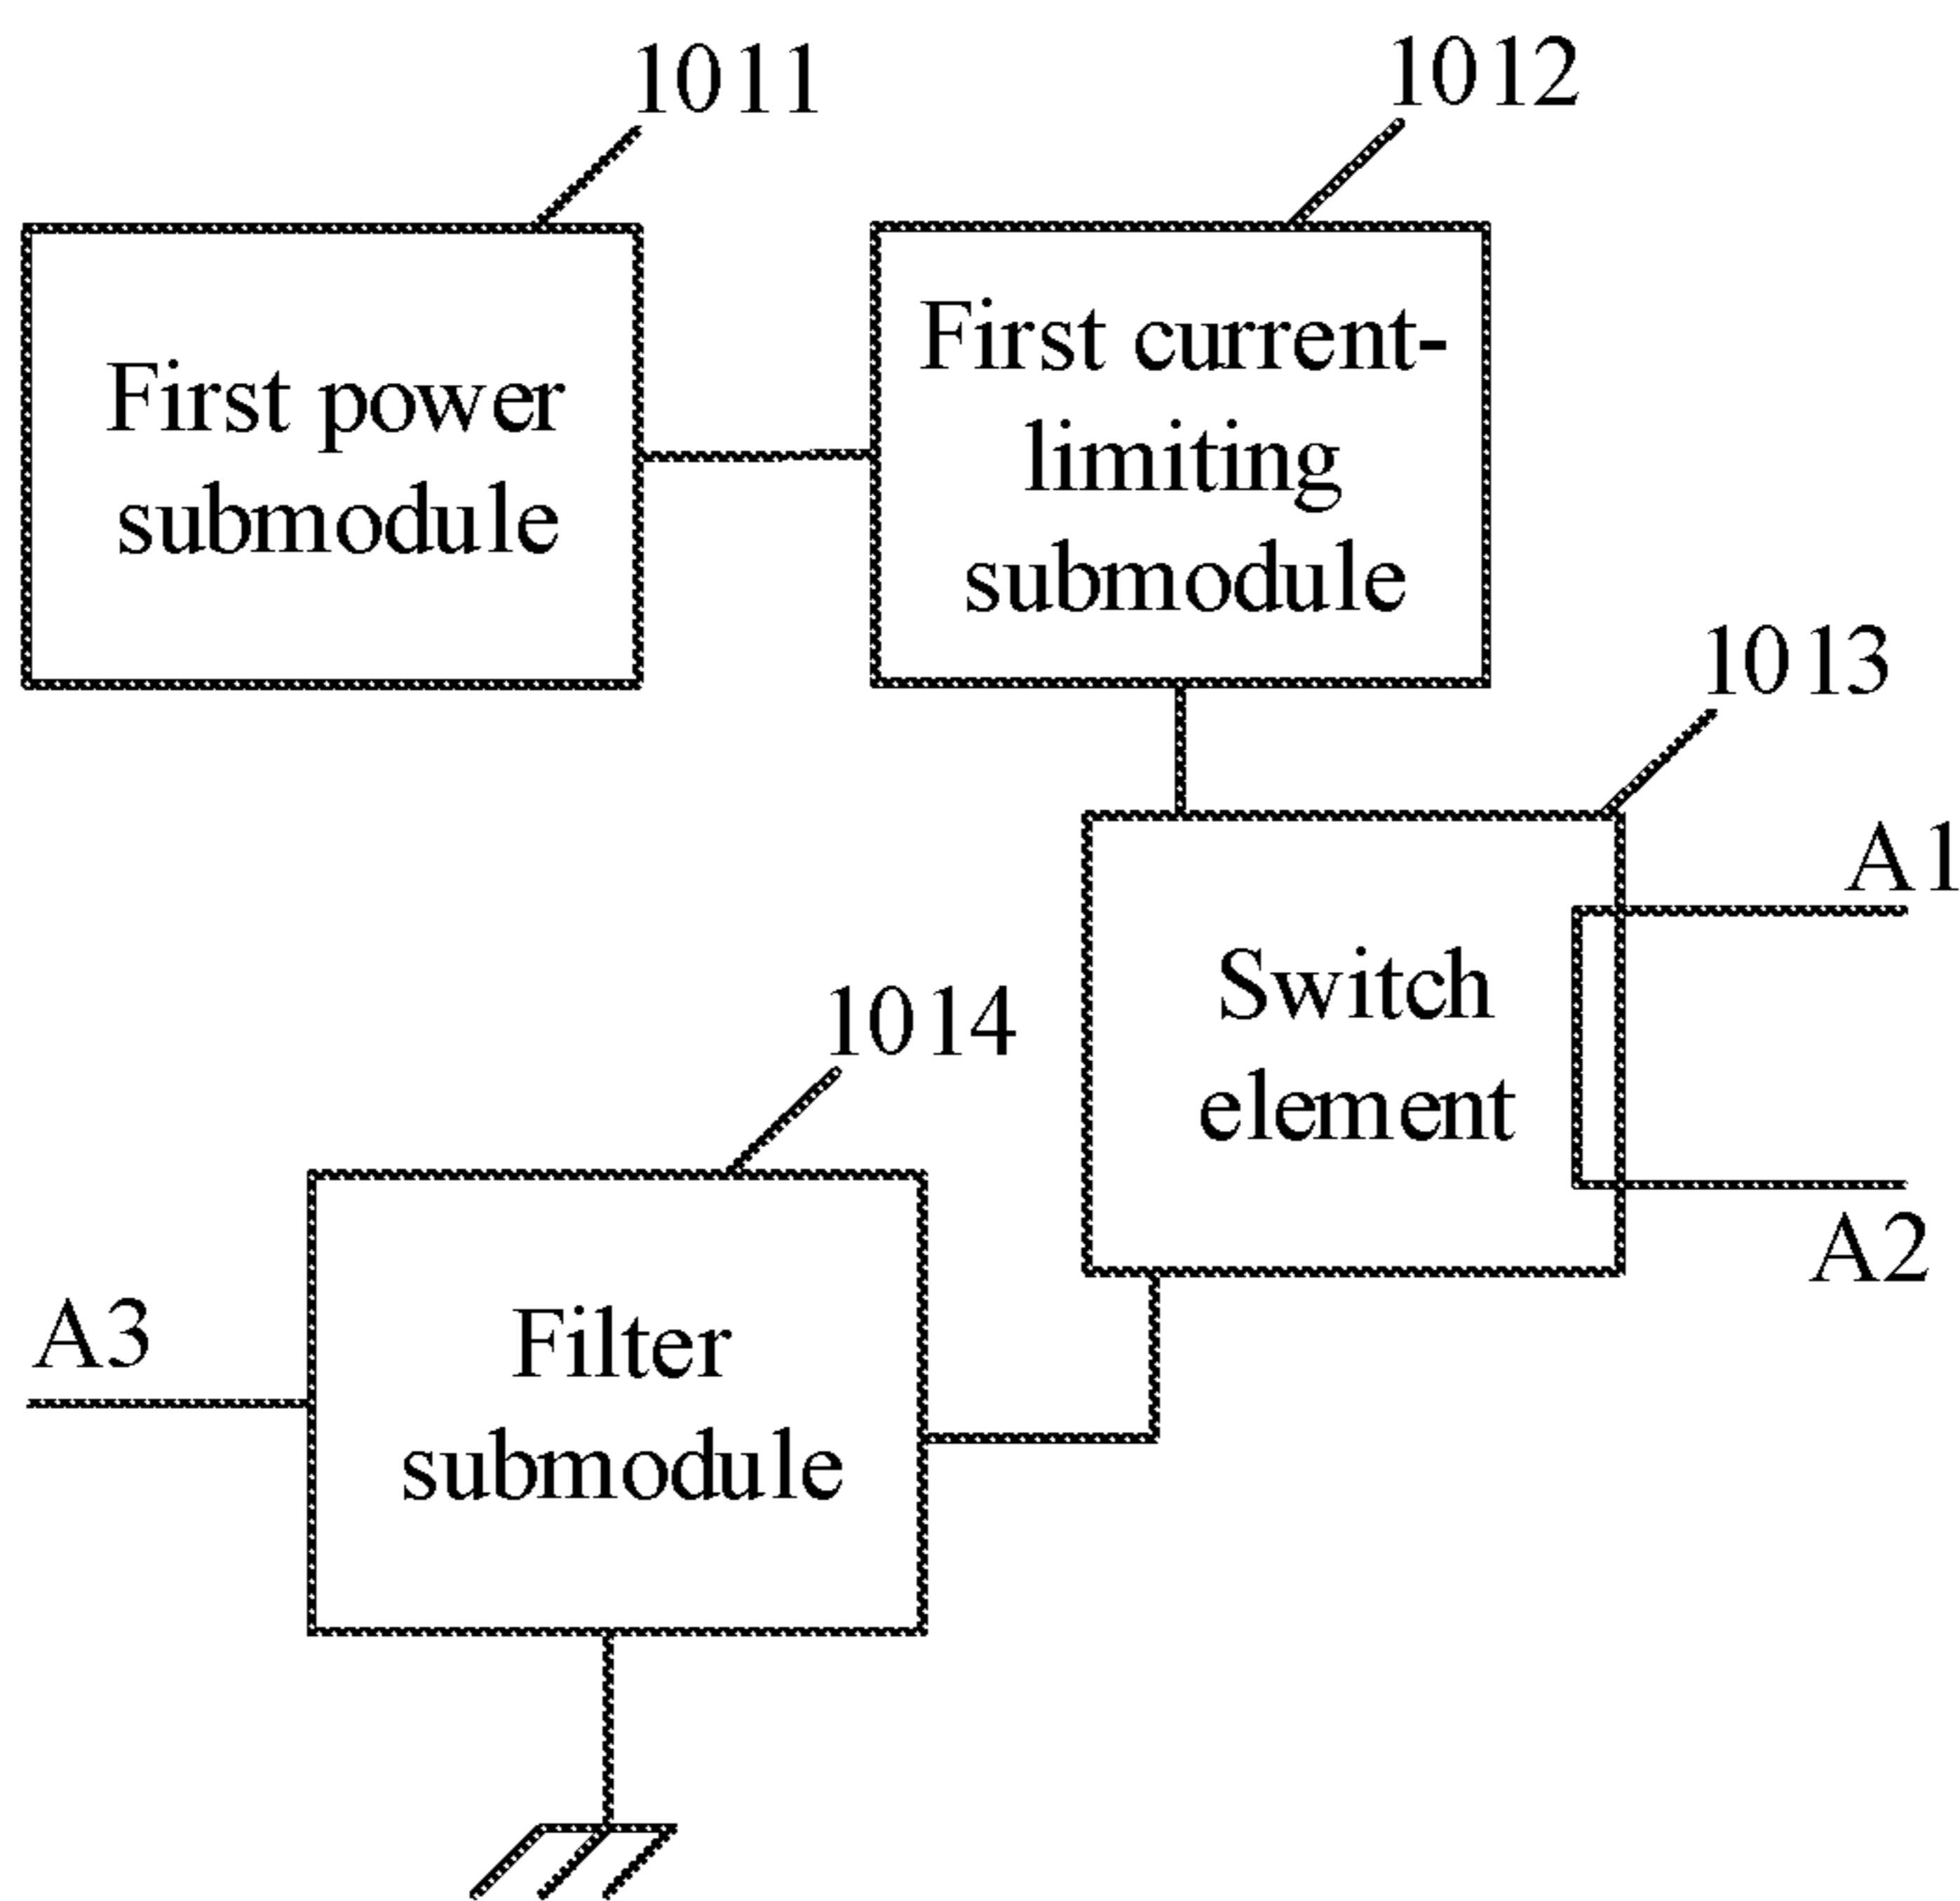 1011
1012
First power
submodule
First current-
limiting
submodule
1013
A1
Switch
element
A2
1014
A3
Filter
submodule